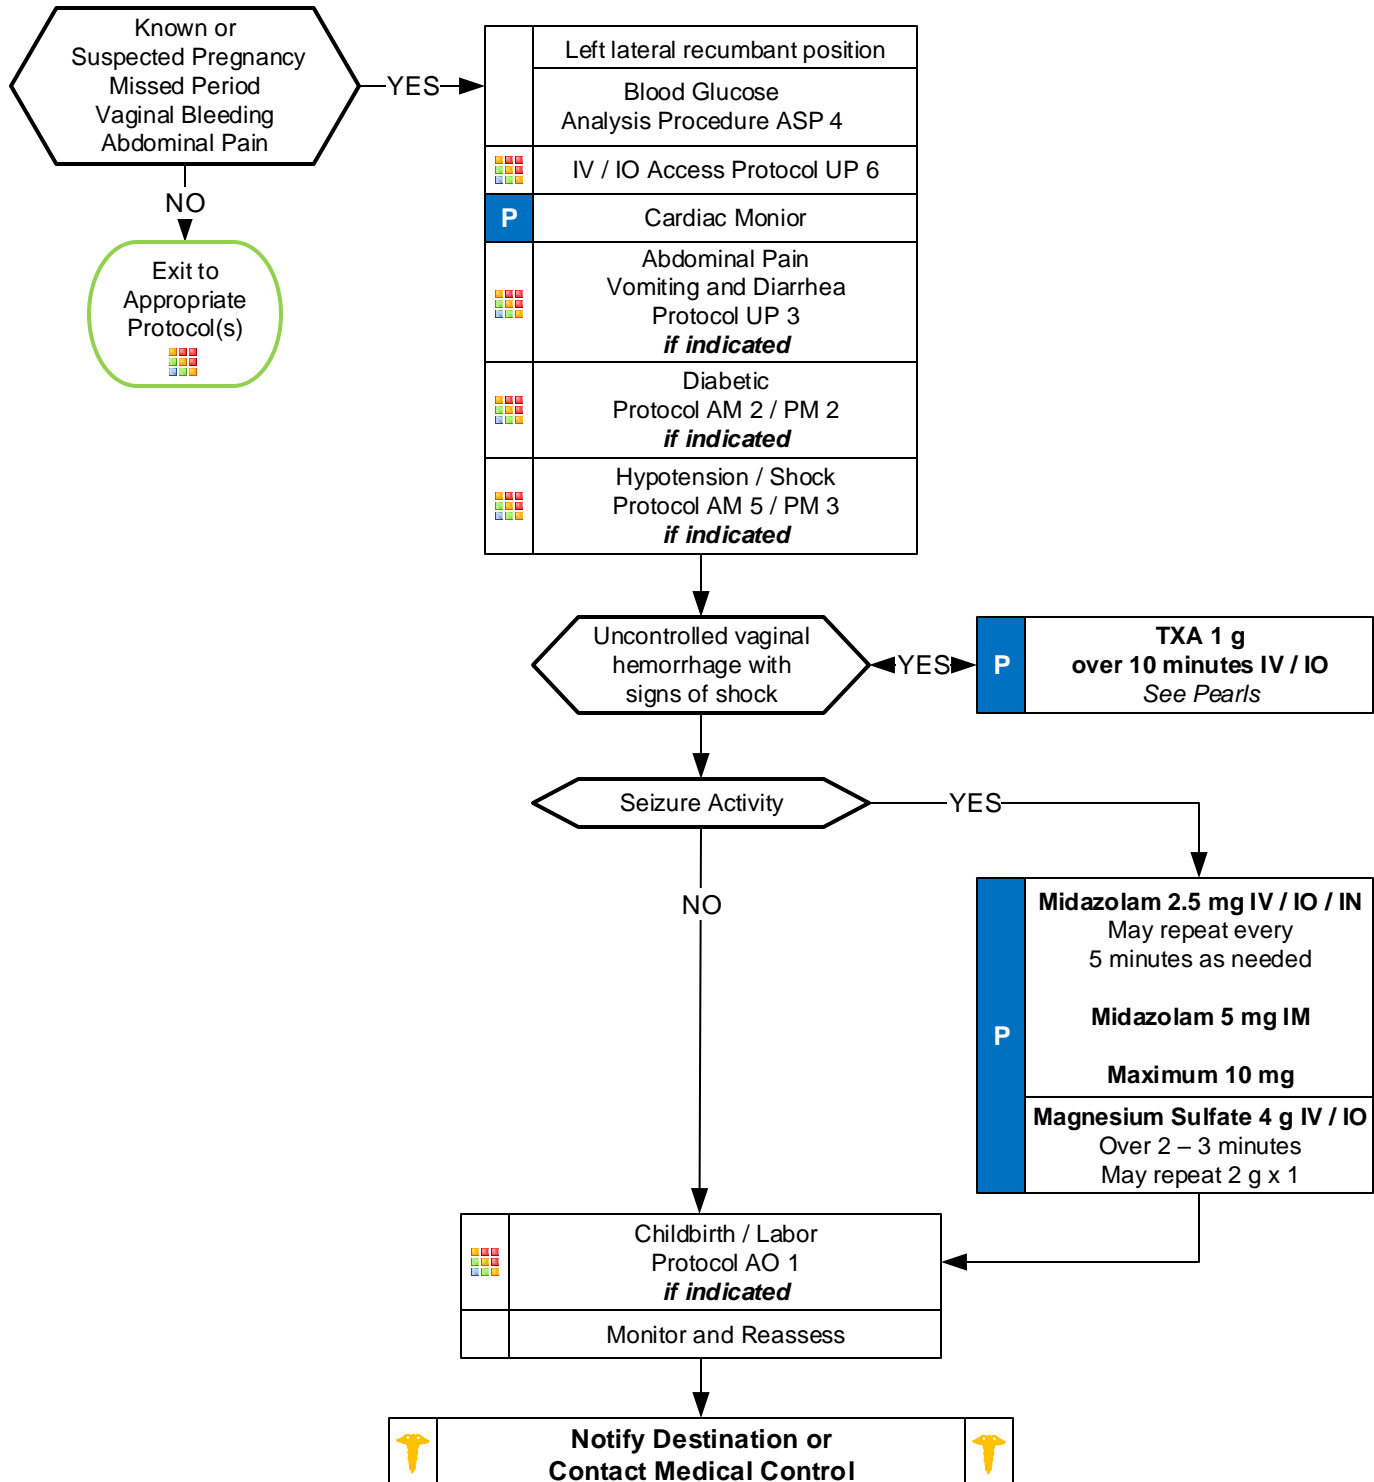 Known or
Suspected Pregnancy
Missed Period
Vaginal Bleeding
Abdominal Pain
YES
NO
Exit to
Appropriate
Protocol(s)
Left lateral recumbant position
Blood Glucose
Analysis Procedure ASP 4
IV / IO Access Protocol UP 6
P
Cardiac Monior
Abdominal Pain
Vomiting and Diarrhea
Protocol UP 3
if indicated
Diabetic
Protocol AM 2 / PM 2
if indicated
Hypotension / Shock
Protocol AM 5 / PM 3
if indicated
Uncontrolled vaginal
hemorrhage with
signs of shock
YES
P
TXA 1 g
over 10 minutes IV / IO
See Pearls
Seizure Activity
YES
NO
P
Midazolam 2.5 mg IV / IO / IN
May repeat every
5 minutes as needed
Midazolam 5 mg IM
Maximum 10 mg
Magnesium Sulfate 4 g IV / IO
Over 2 – 3 minutes
May repeat 2 g x 1
Childbirth / Labor
Protocol AO 1
if indicated
Monitor and Reassess
Notify Destination or
Contact Medical Control